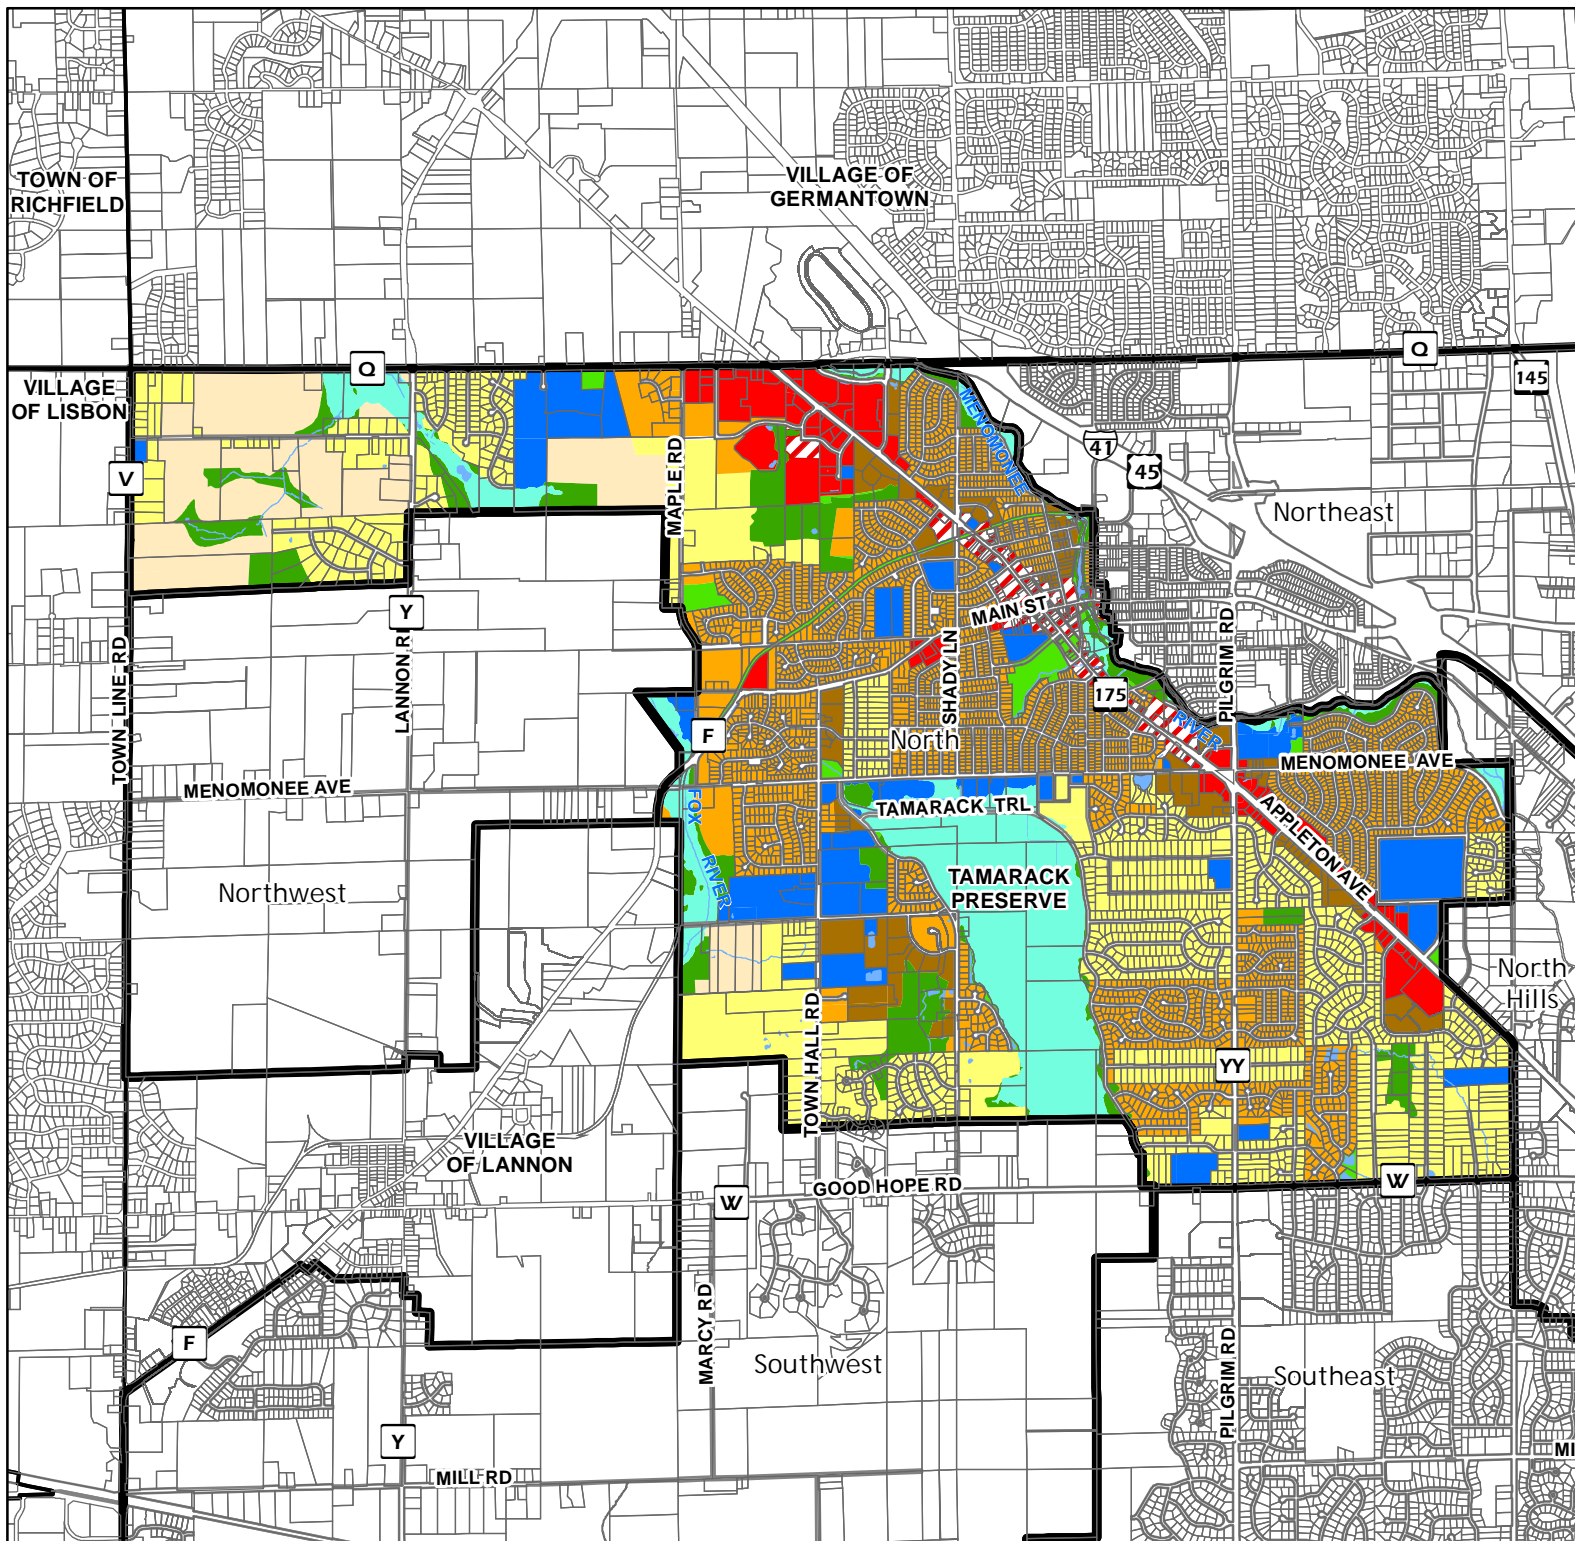 TOWN OF
RICHFIELD
VILLAGE OF
GERMANTOWN
Q
Q
VILLAGE
OF LISBON
145
MENOMONEE
41
45
V
MAPLE RD
Northeast
Y
MAIN ST
TOWN LINE RD
LANNON R
SHADY LN
PILGRIM RD
175
F
North
RIVER
MENOMONEE AVE
MENOMONEE AVE
FOX
TAMARACK TRL
APPLETON AVE
RIVER
Northwest
TAMARACK
PRESERVE
North
Hills
TOWN HALL RD
YY
VILLAGE
OF LANNON
W
GOOD HOPE RD
W
F
MARCY RD
Southwest
PILGRIM RD
Southeast
Y
MILL RD
MI